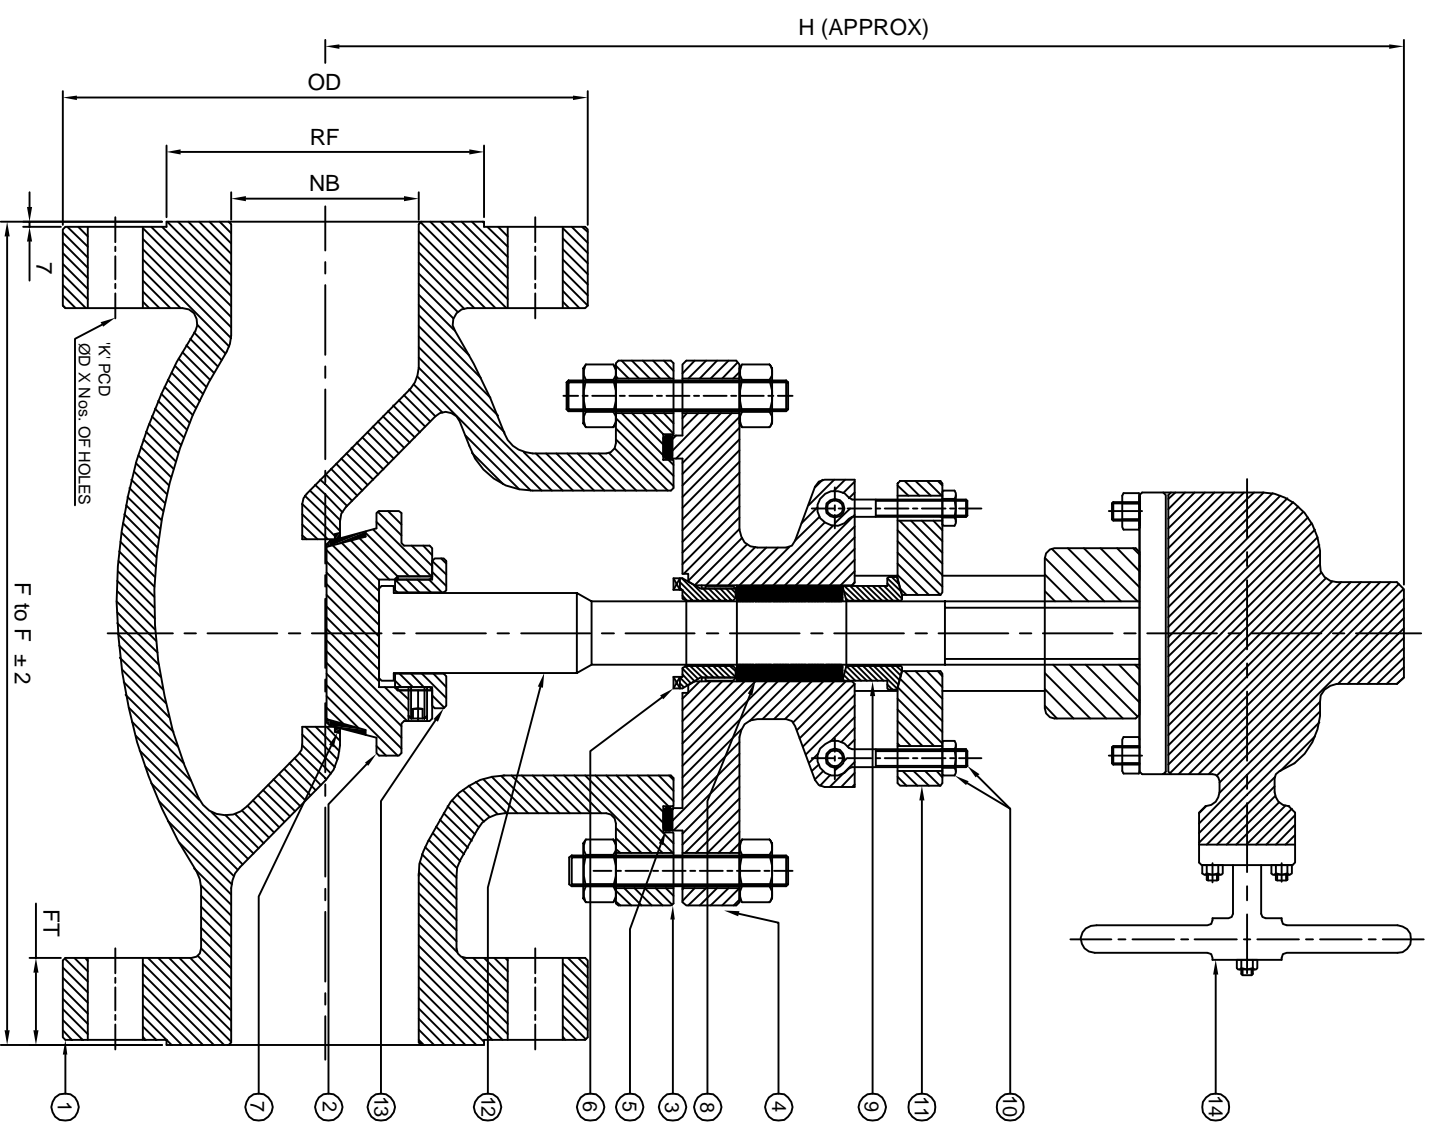 H (APPROX)
OD
RF
NB
7
'K' PCD
ØD X Nos. OF HOLES
F to F ±2
FT
1
7
2
13
12
6
5
3
8
4
9
11
10
14